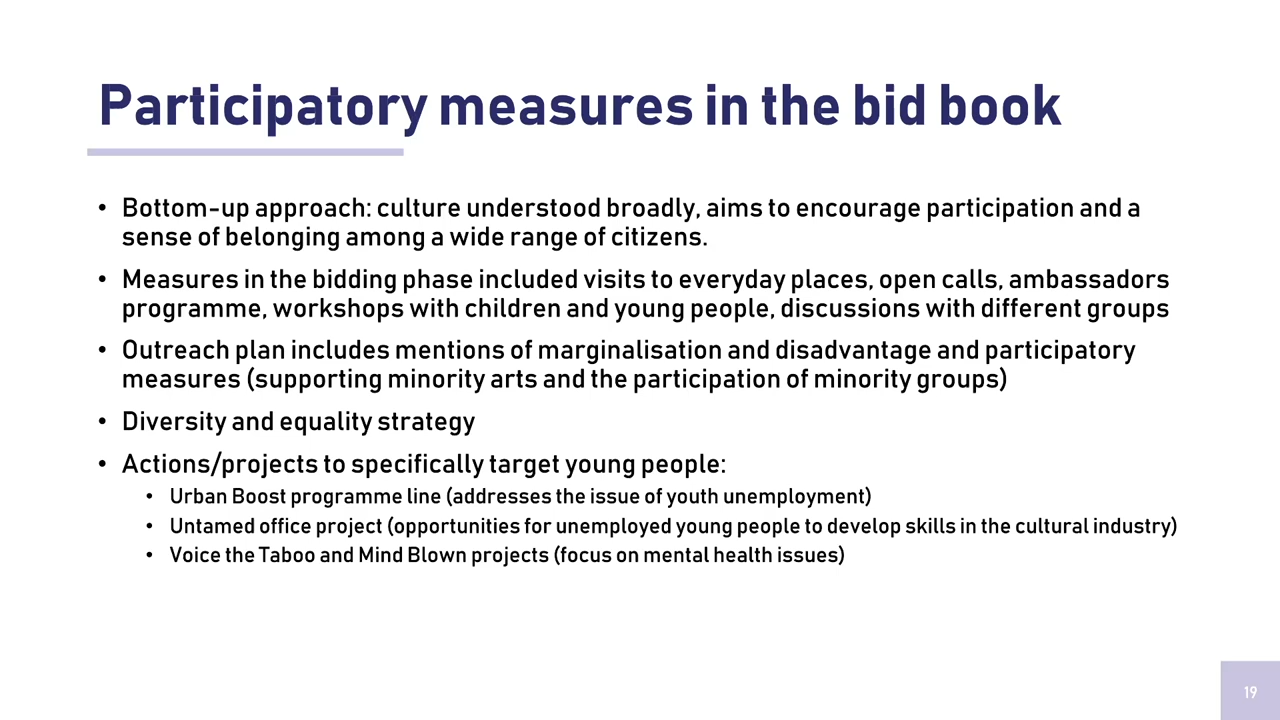 Participatory measures in the bid book
• Bottom-up approach: culture understood broadly, aims to encourage participation and a
sense of belonging among a wide range of citizens.
• Measures in the bidding phase included visits to everyday places, open calls, ambassadors
programme, workshops with children and young people, discussions with different groups
• Outreach plan includes mentions of marginalisation and disadvantage and participatory
measures (supporting minority arts and the participation of minority groups)
• Diversity and equality strategy
• Actions/projects to specifically target young people:
• Urban Boost programme line (addresses the issue of youth unemployment)
• Untamed office project (opportunities for unemployed young people to develop skills in the cultural industry)
• Voice the Taboo and Mind Blown projects (focus on mental health issues)
19